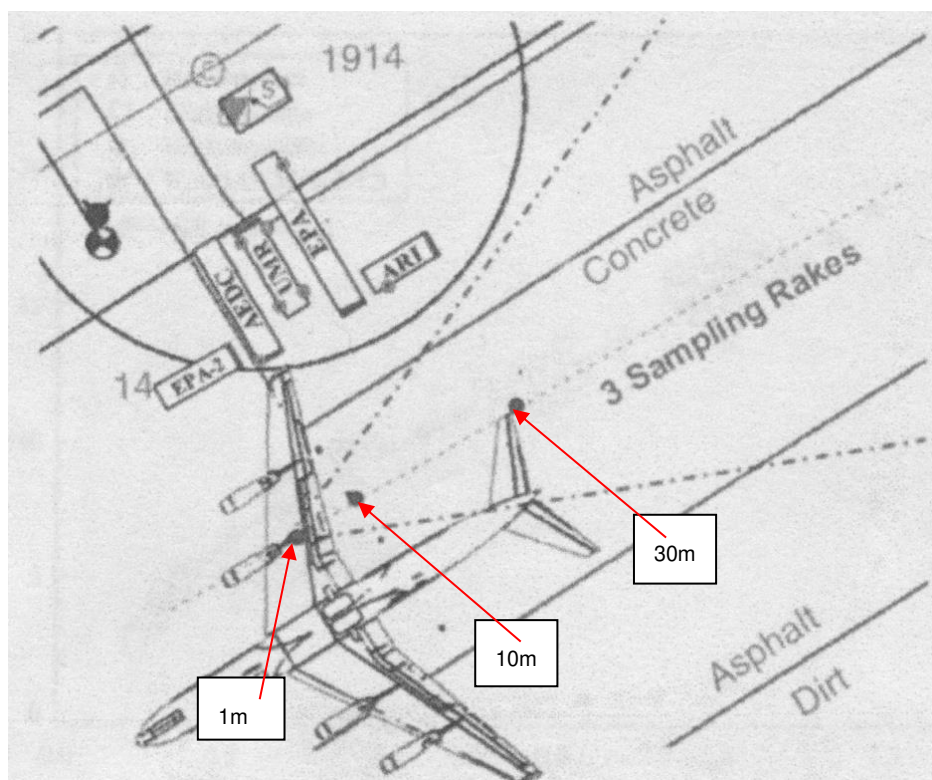 1914
S
Asphalt
Concrete
3 Sampling Rakes
EPA
UMR
AEDC
ARI
EPA-2
14
30m
10m
1m
Asphalt
Dirt